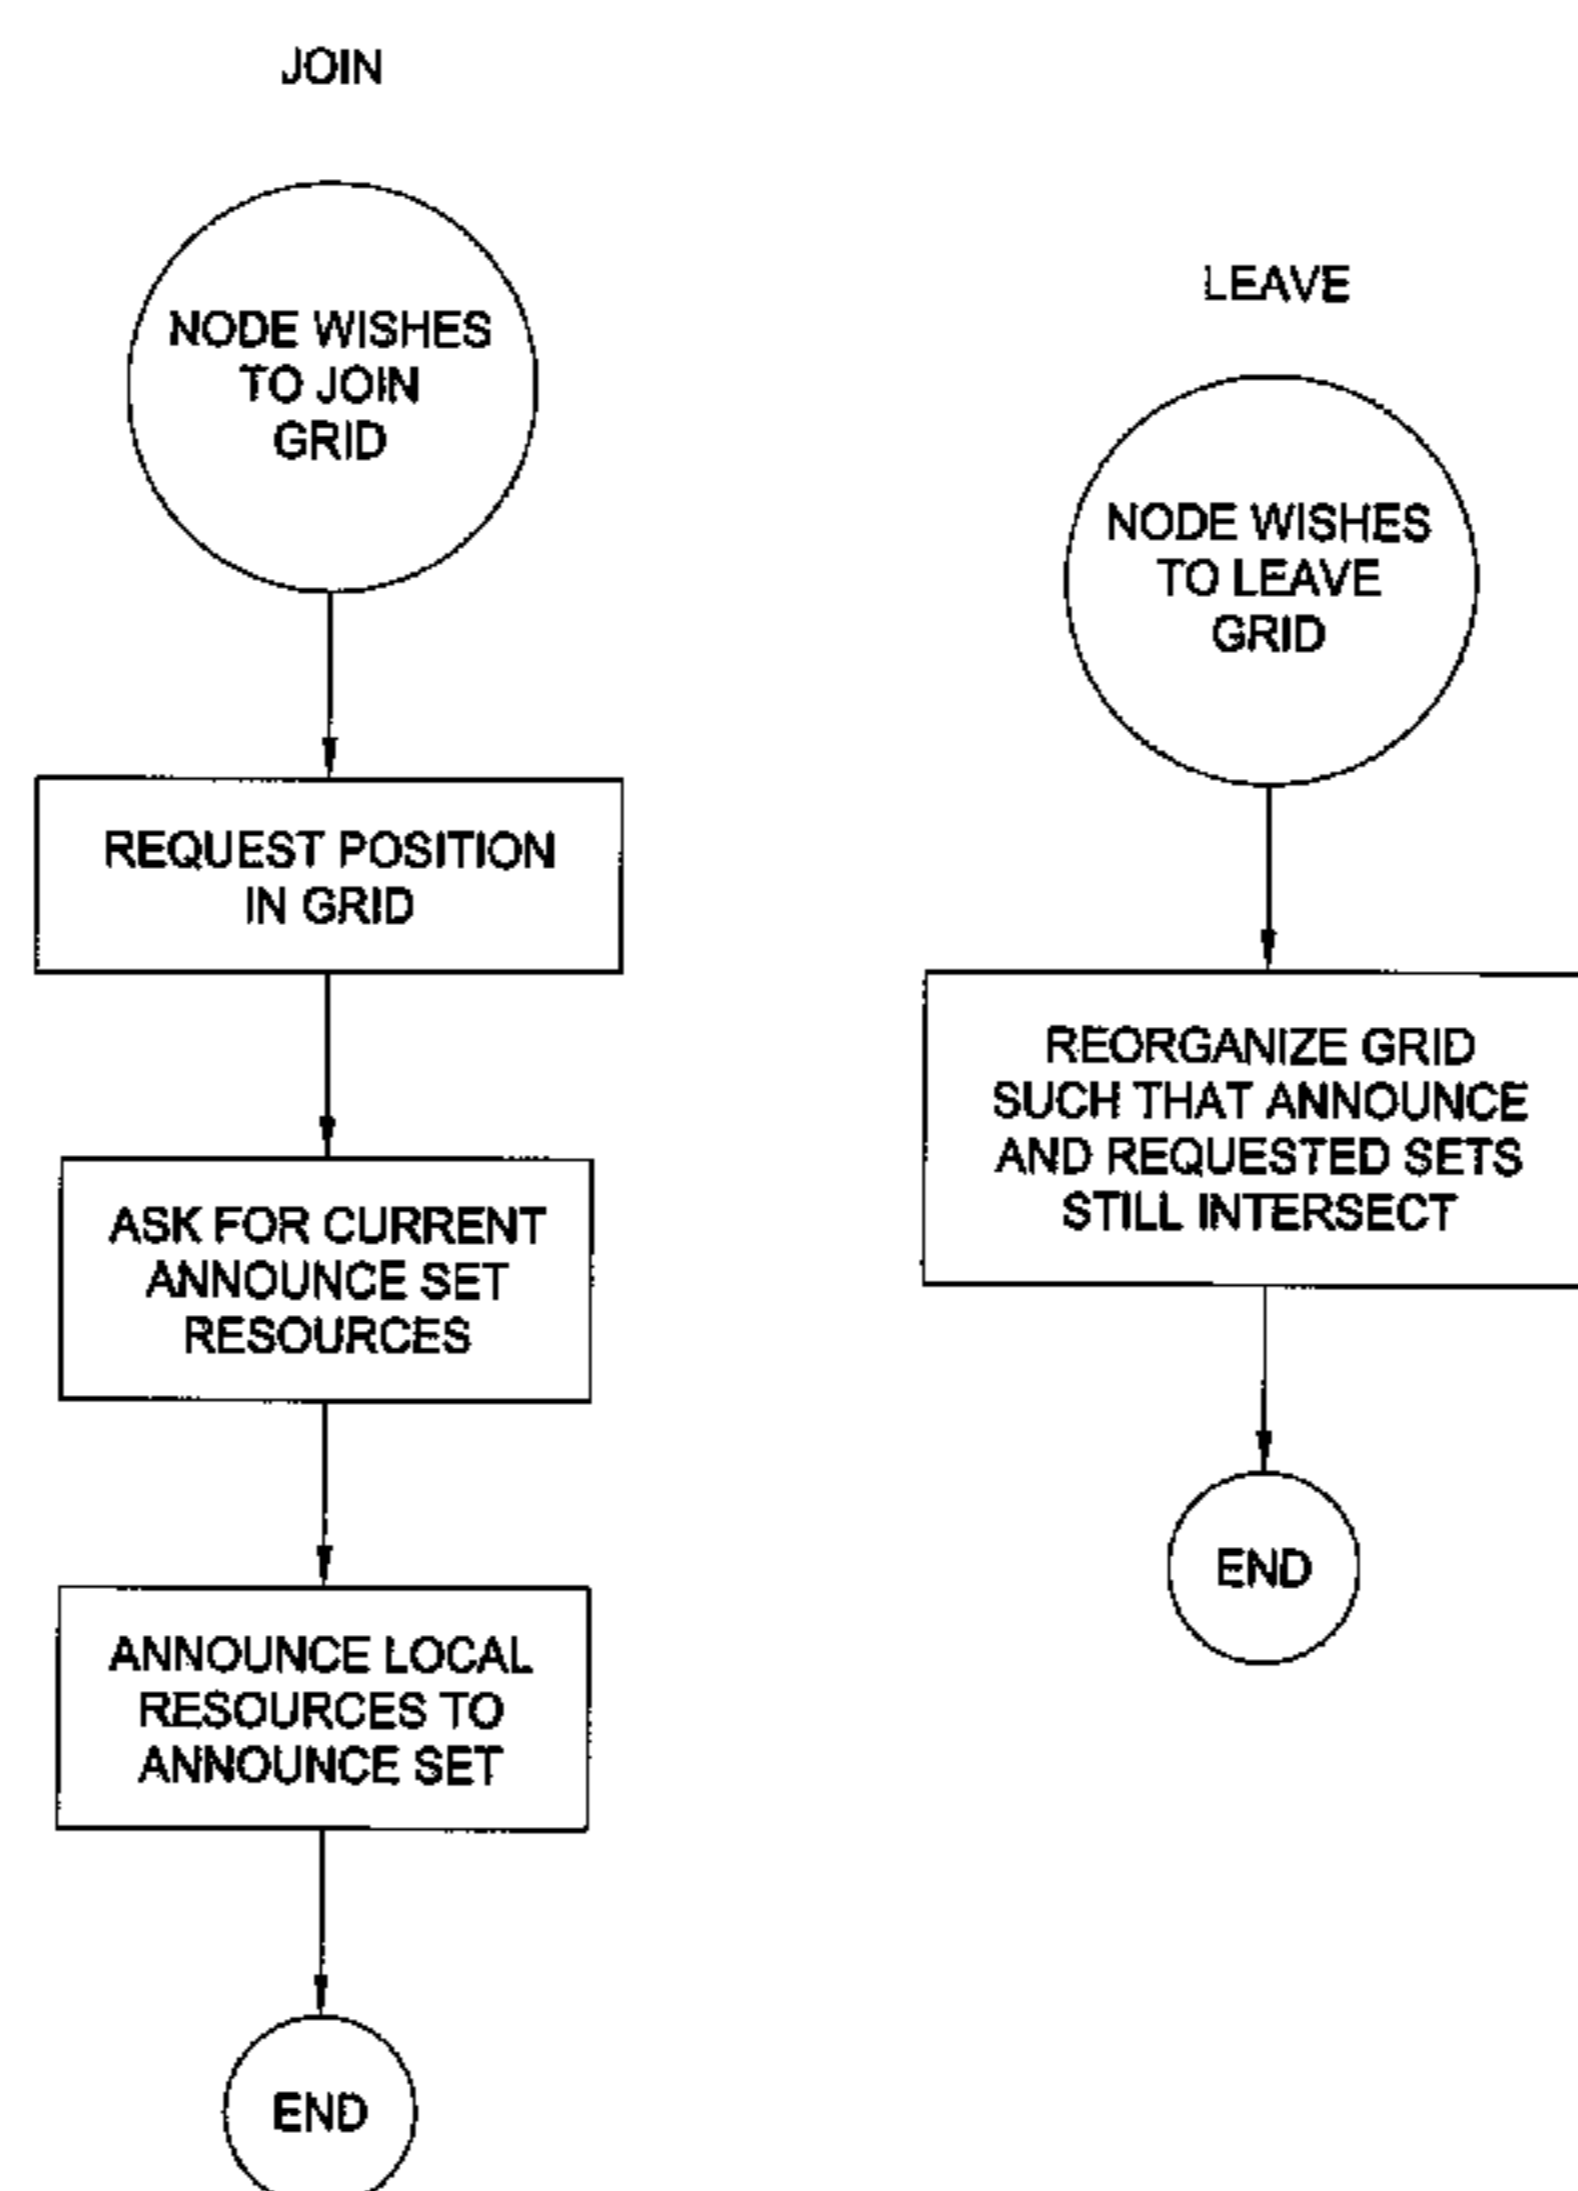 JOIN
NODE WISHES
TO JOIN
GRID
REQUEST POSITION
IN GRID
ASK FOR CURRENT
ANNOUNCE SET
RESOURCES
ANNOUNCE LOCAL
RESOURCES TO
ANNOUNCE SET
END
LEAVE
NODE WISHES
TO LEAVE
GRID
REORGANIZE GRID
SUCH THAT ANNOUNCE
AND REQUESTED SETS
STILL INTERSECT
END